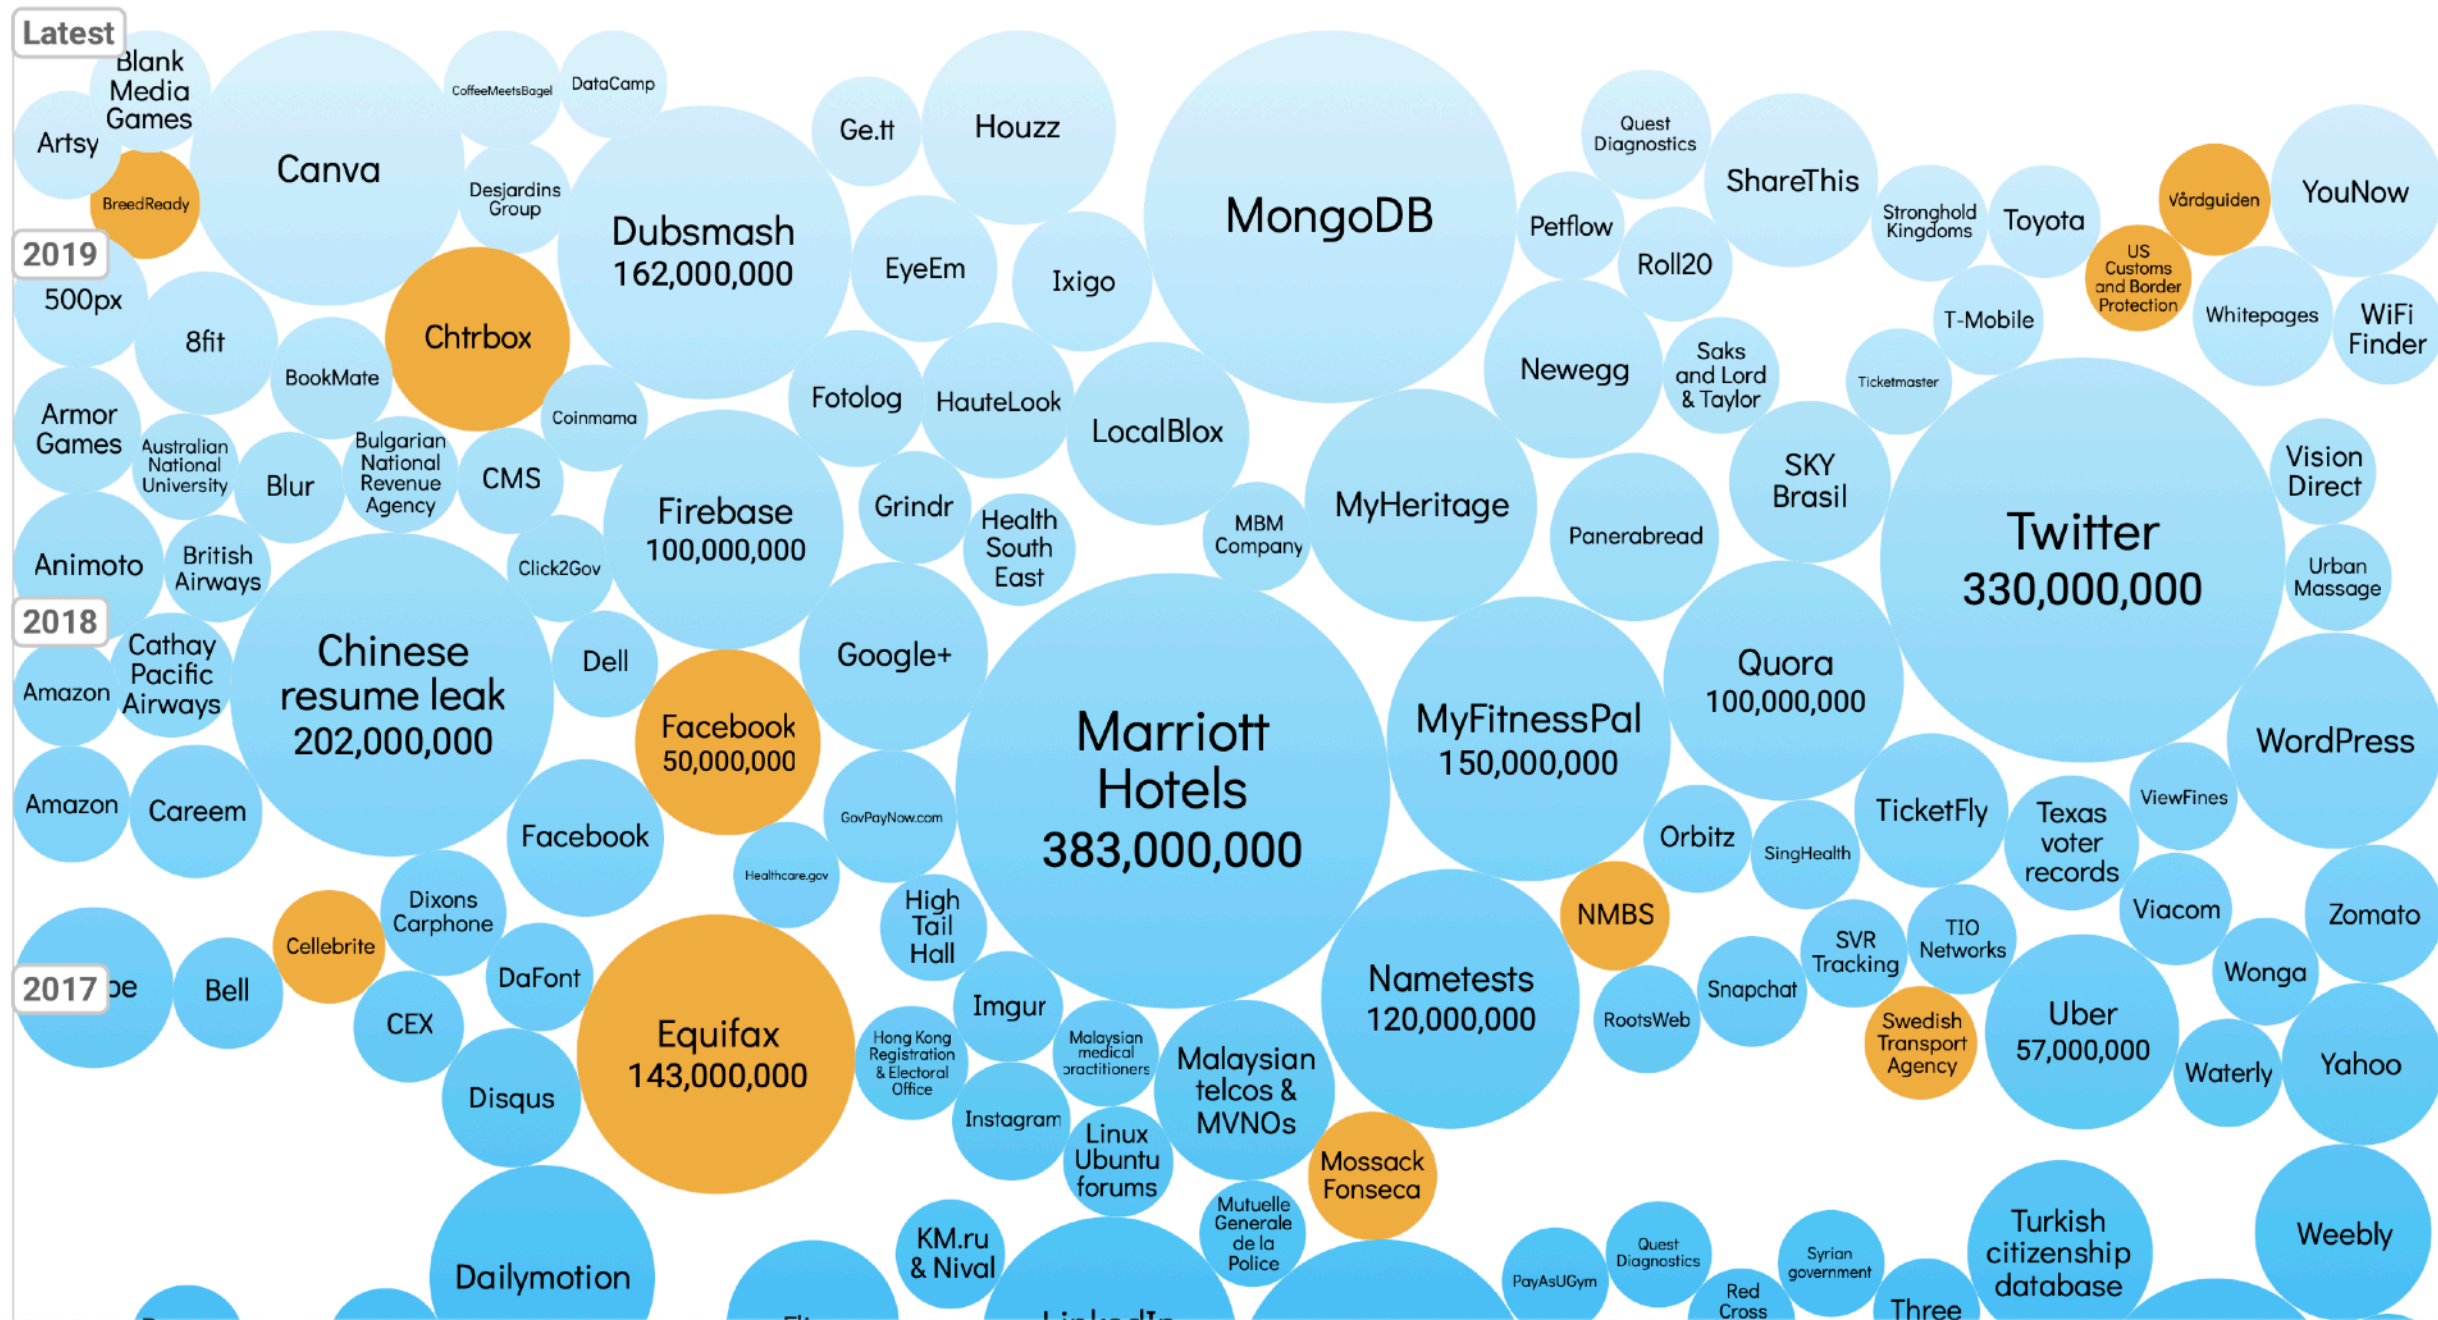 Latest
Blank
Media
Games
Artsy
BreedReady
Canva
CoffeeMeetsBagel
DataCamp
Desjardins
Group
Dubsmash
162,000,000
Ge.tt
Houzz
EyeEm
Ixigo
MongoDB
Quest
Diagnostics
ShareThis
Petflow
Roll20
Stronghold
Kingdoms
Toyota
Vårdguiden
YouNow
US
Customs
and Border
Protection
Whitepages
WiFi
Finder
T-Mobile
2019
500px
8fit
BookMate
Chtrbox
Coinmama
Fotolog
HauteLook
LocalBlox
Newegg
Saks
and Lord
& Taylor
Ticketmaster
Armor
Games
Australian
National
University
Blur
Bulgarian
National
Revenue
Agency
CMS
Firebase
100,000,000
Grindr
Health
South
East
MBM
Company
MyHeritage
Panerabread
SKY
Brasil
Twitter
330,000,000
Vision
Direct
Urban
Massage
Animoto
British
Airways
Click2Gov
2018
Amazon
Cathay
Pacific
Airways
Chinese
resume leak
202,000,000
Dell
Facebook
50,000,000
Google+
Marriott
Hotels
383,000,000
MyFitnessPal
150,000,000
Quora
100,000,000
WordPress
Amazon
Careem
Facebook
Healthcare.gov
GovPayNow.com
Orbitz
SingHealth
TicketFly
Texas
voter
records
ViewFines
Viacom
Zomato
Cellebrite
Dixons
Carphone
High
Tail
Hall
NMBS
SVR
Tracking
TIO
Networks
Wonga
2017
Bell
CEX
DaFont
Equifax
143,000,000
Imgur
Nametests
120,000,000
RootsWeb
Snapchat
Swedish
Transport
Agency
Uber
57,000,000
Waterly
Yahoo
Disqus
Hong Kong
Registration
& Electoral
Office
Instagram
Malaysian
medical
practitioners
Malaysian
telcos &
MVNOs
Linux
Ubuntu
forums
Mossack
Fonseca
Dailymotion
KM.ru
& Nival
Mutuelle
Generale
de la
Police
PayAsUGym
Quest
Diagnostics
Red
Cross
Syrian
government
Three
Turkish
citizenship
database
Weebly
LinkedIn